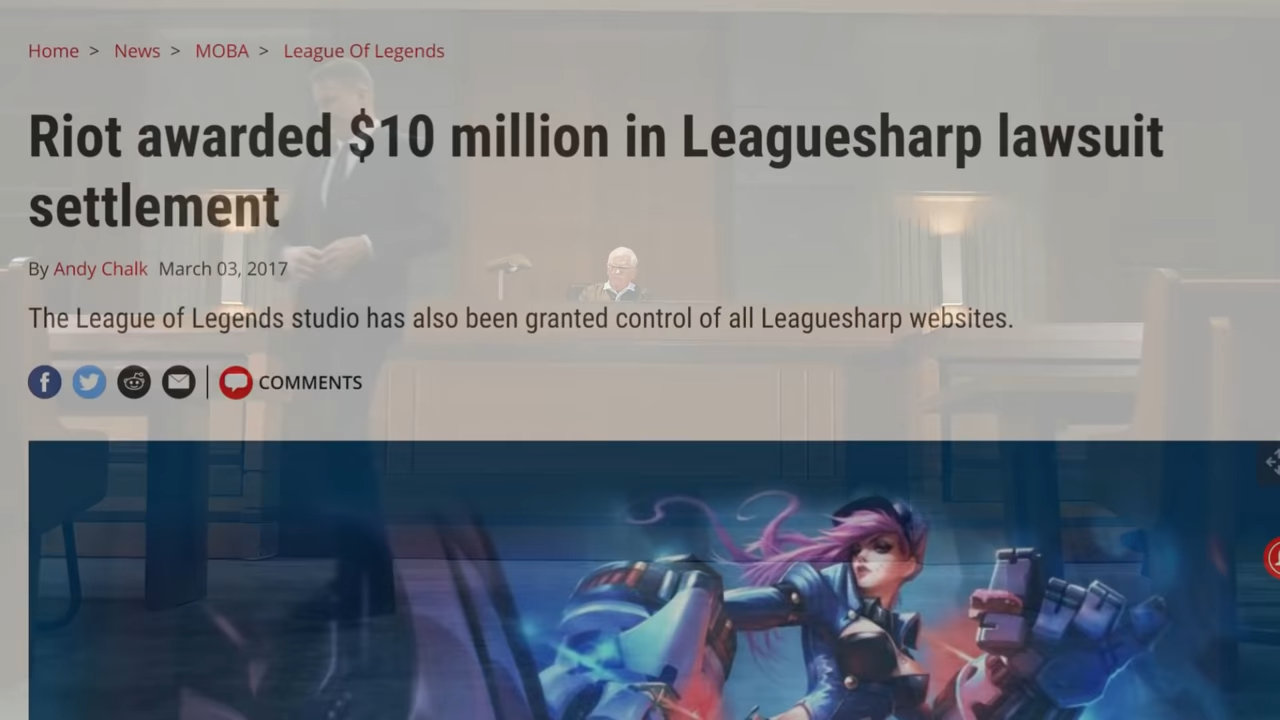 Home > News > MOBA > League Of Legends
Riot awarded $10 million in Leaguesharp lawsuit
settlement
By Andy Chalk March 03, 2017
The League of Legends studio has also been granted control of all Leaguesharp websites.
COMMENTS